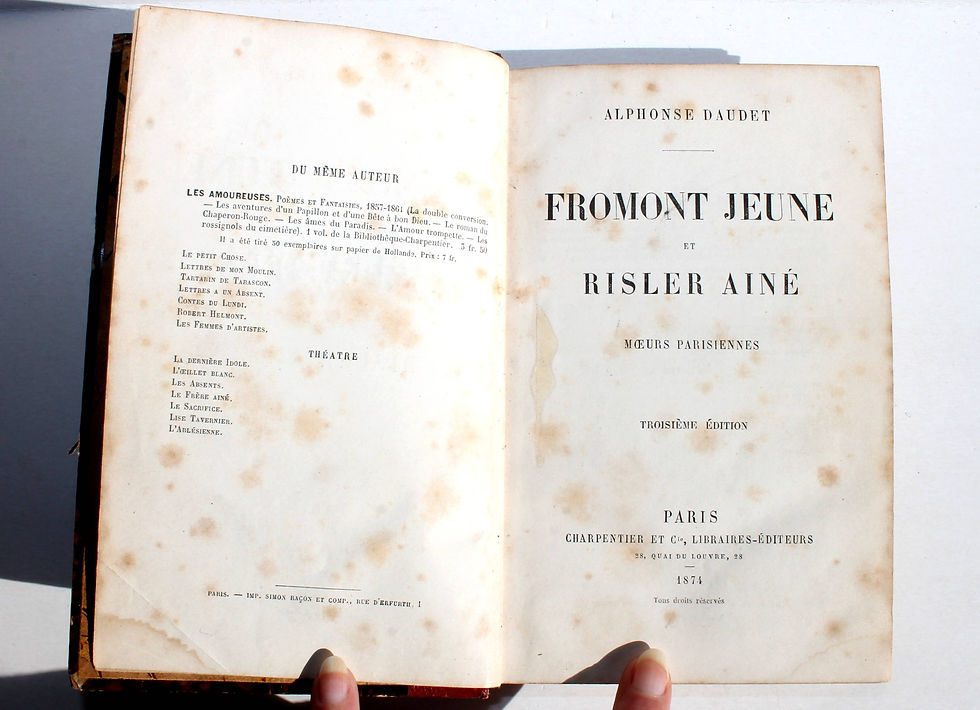 DU MÊME AUTEUR
LES AMOUREUSES. POÈMES ET FANTAISIES, 1857-1861 (La double conversion.
— Les aventures d'un Papillon et d'une Bête à bon Dieu. — Le roman du
Chaperon-Rouge. — Les âmes du Paradis. — L'Amour trompette. — Les
rossignols du cimetière). 1 vol. de la Bibliothèque-Charpentier. 3 fr. 50
Il a été tiré 50 exemplaires sur papier de Hollande. Prix : 7 fr.
LE PETIT CHOSE.
LETTRES DE MON MOULIN.
TARTARIN DE TARASCON.
LETTRES A UN ABSENT.
CONTES DU LUNDI.
ROBERT HELMONT.
LES FEMMES D'ARTISTES.
THÉATRE
LA DERNIÈRE IDOLE.
L'ŒILLET BLANC.
LES ABSENTS.
LE FRÈRE AINÉ.
LE SACRIFICE.
LISE TAVERNIER.
L'ARLÉSIENNE.
PARIS. — IMP. SIMON RAÇON ET COMP., RUE D'ERFURTH, 1
ALPHONSE DAUDET
FROMONT JEUNE
ET
RISLER AINÉ
MŒURS PARISIENNES
TROISIÈME ÉDITION
PARIS
CHARPENTIER ET Cie, LIBRAIRES-ÉDITEURS
28, QUAI DU LOUVRE, 28
1874
Tous droits réservés